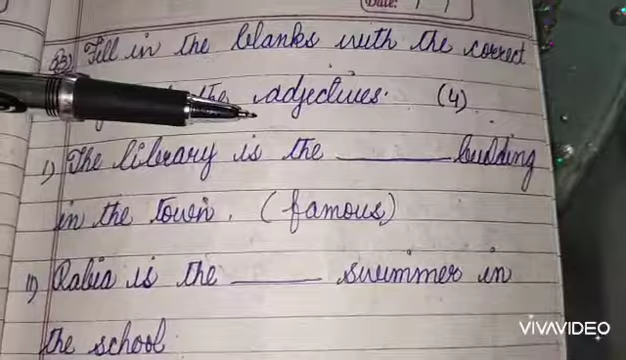 Date: / /
Q3) Fill in the blanks with the correct
the adjectives. (4)
i) The library is the ______ building
in the town. (famous)
ii) Rabia is the ______ swimmer in
the school
VIVAVIDEO